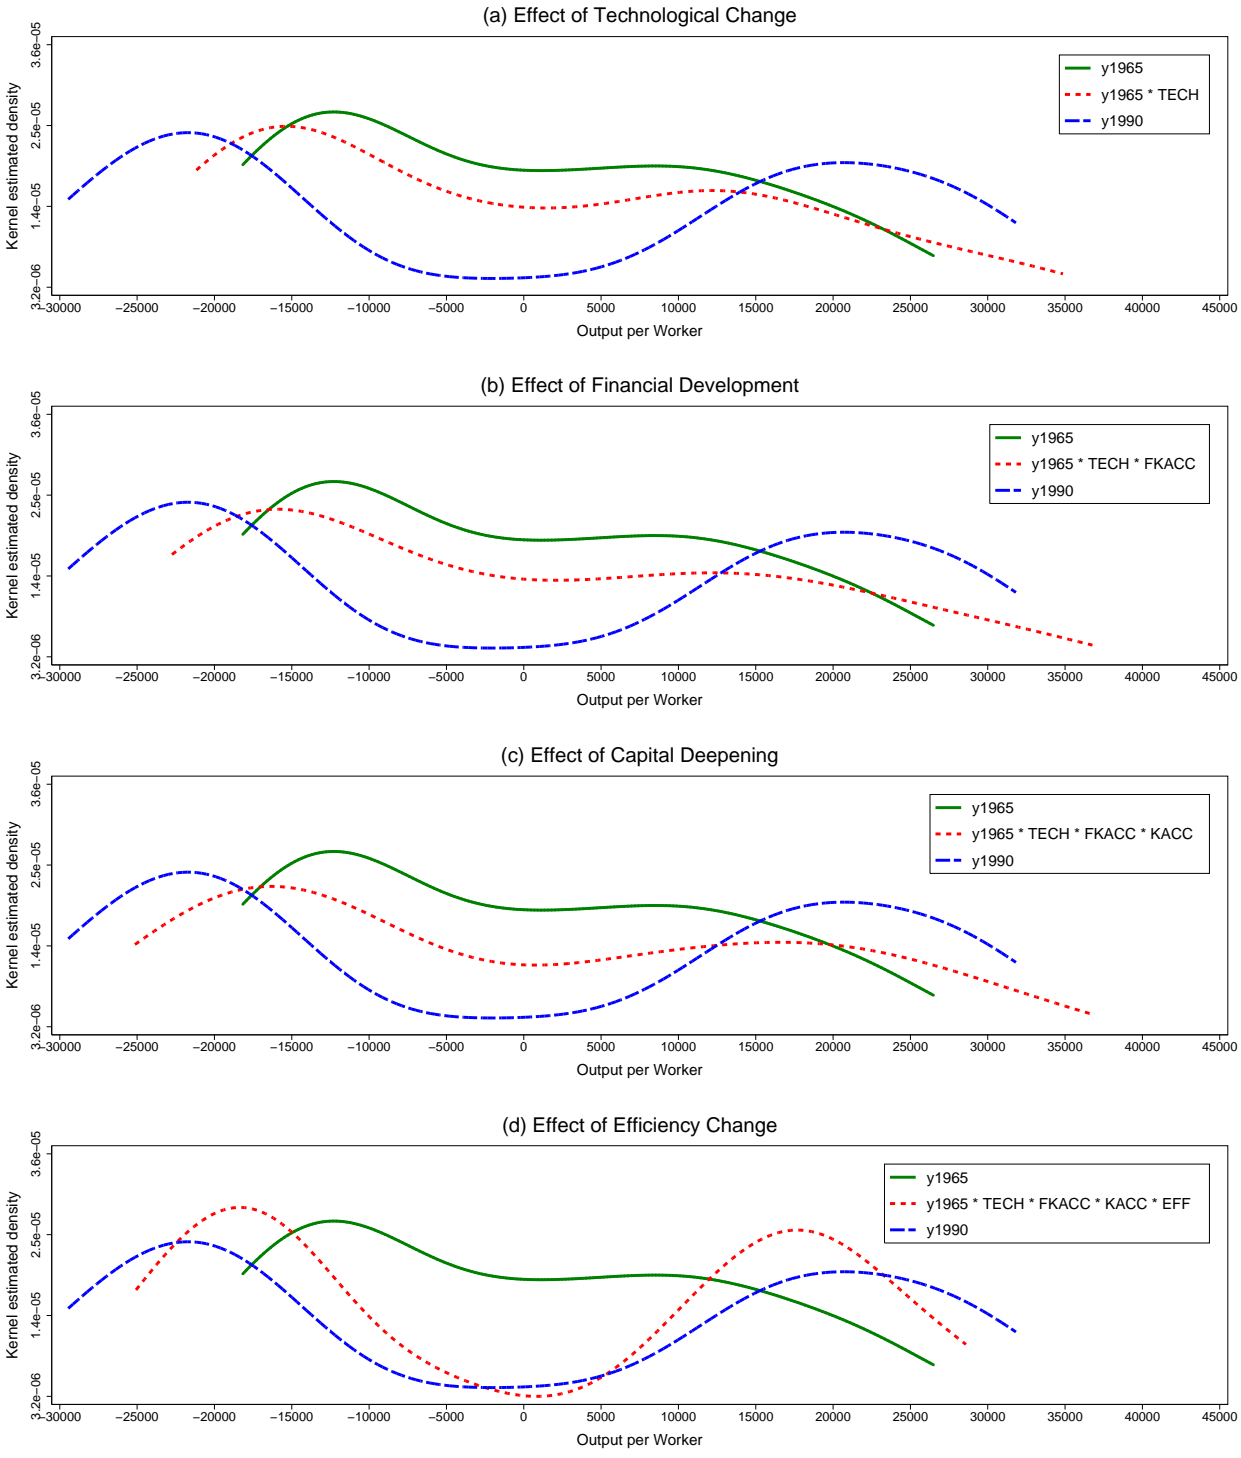 (a) Effect of Technological Change
Kernel estimated density
3.6e−05
2.5e−05
1.4e−05
3.2e−06
y1965
y1965 * TECH
y1990
−30000 −25000 −20000 −15000 −10000 −5000 0 5000 10000 15000 20000 25000 30000 35000 40000 45000
Output per Worker
(b) Effect of Financial Development
Kernel estimated density
3.6e−05
2.5e−05
1.4e−05
3.2e−06
y1965
y1965 * TECH * FKACC
y1990
−30000 −25000 −20000 −15000 −10000 −5000 0 5000 10000 15000 20000 25000 30000 35000 40000 45000
Output per Worker
(c) Effect of Capital Deepening
Kernel estimated density
3.6e−05
2.5e−05
1.4e−05
3.2e−06
y1965
y1965 * TECH * FKACC * KACC
y1990
−30000 −25000 −20000 −15000 −10000 −5000 0 5000 10000 15000 20000 25000 30000 35000 40000 45000
Output per Worker
(d) Effect of Efficiency Change
Kernel estimated density
3.6e−05
2.5e−05
1.4e−05
3.2e−06
y1965
y1965 * TECH * FKACC * KACC * EFF
y1990
−30000 −25000 −20000 −15000 −10000 −5000 0 5000 10000 15000 20000 25000 30000 35000 40000 45000
Output per Worker